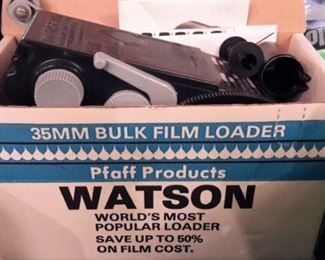 35MM BULK FILM LOADER
Pfaff Products
WATSON
WORLD'S MOST
POPULAR LOADER
SAVE UP TO 50%
ON FILM COST.